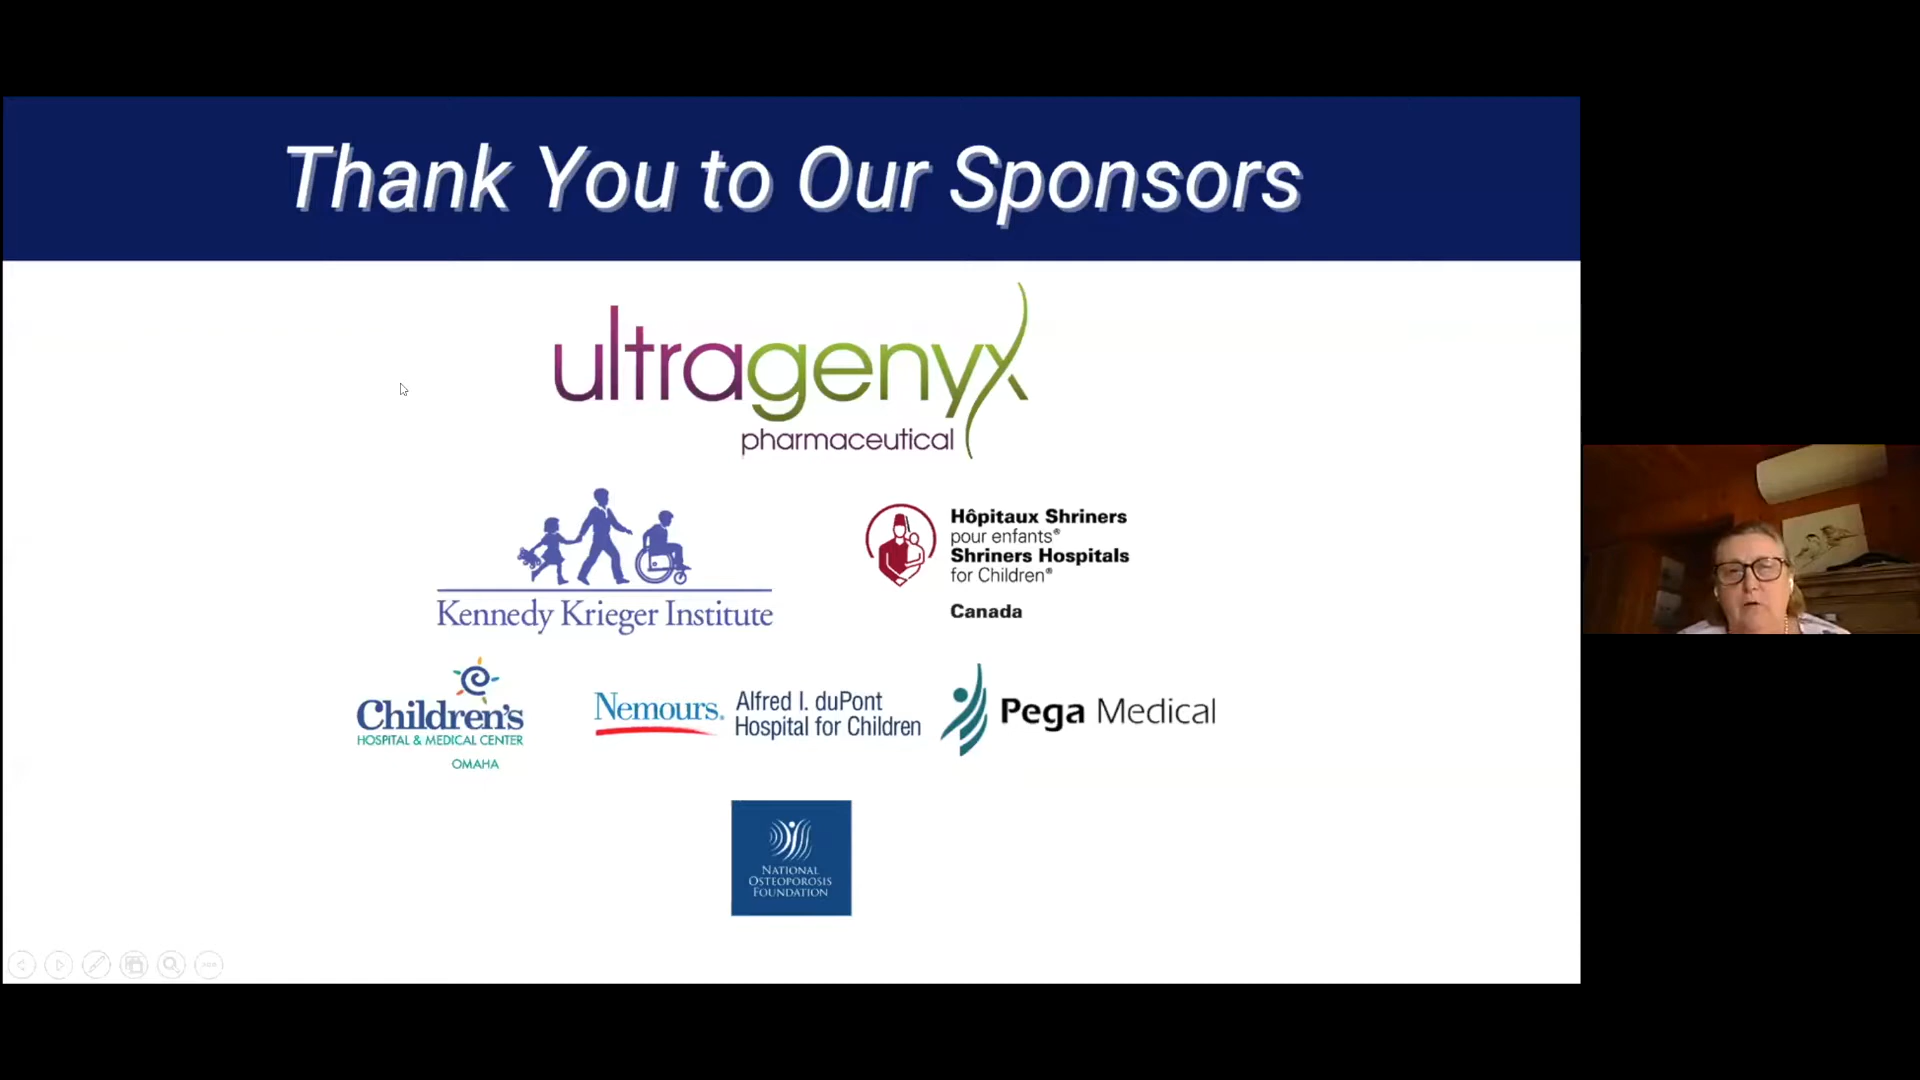 Thank You to Our Sponsors
ultragenyx
pharmaceutical
Kennedy Krieger Institute
Hôpitaux Shriners
pour enfants®
Shriners Hospitals
for Children®
Canada
Children's
HOSPITAL & MEDICAL CENTER
OMAHA
Nemours.
Alfred I. duPont
Hospital for Children
Pega Medical
NATIONAL
OSTEOPOROSIS
FOUNDATION